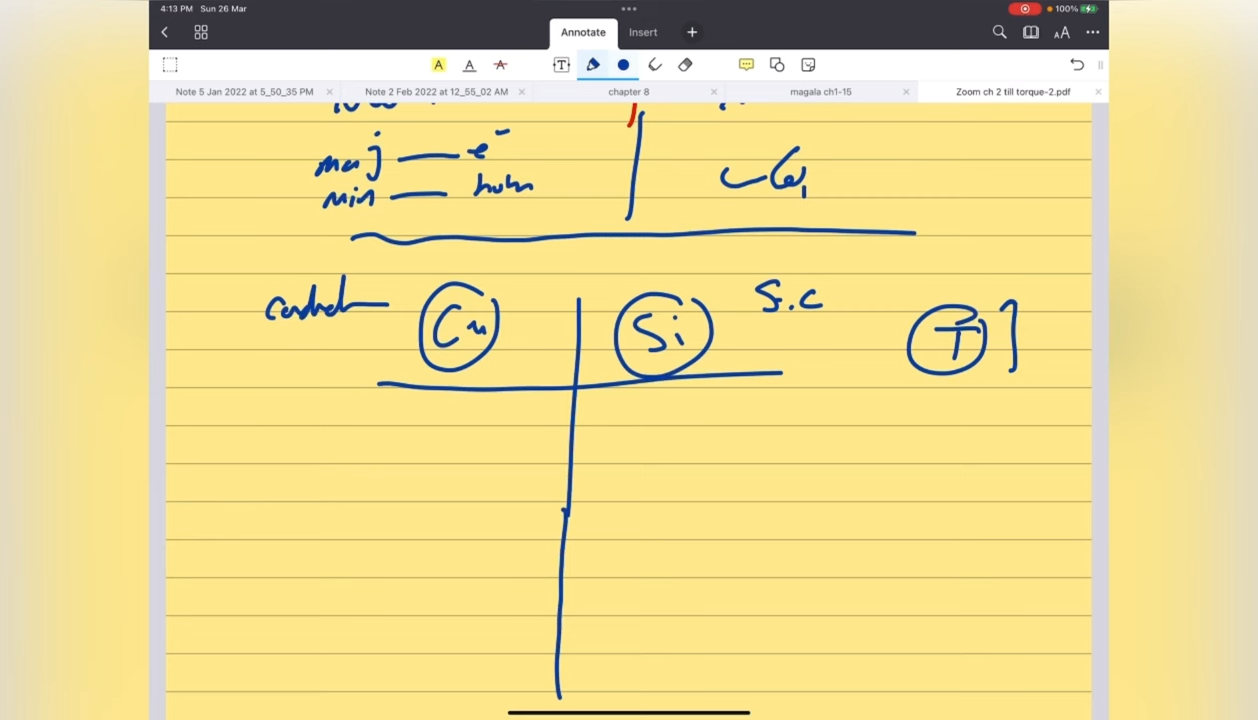 4:13 PM Sun 26 Mar
100%
Annotate Insert
AA
A A A T
Note 5 Jan 2022 at 5_50_35 PM Note 2 Feb 2022 at 12_55_02 AM chapter 8 magala ch1-15 Zoom ch 2 till torque-2.pdf
maj — e⁻
min —
Cu Si S.C T]